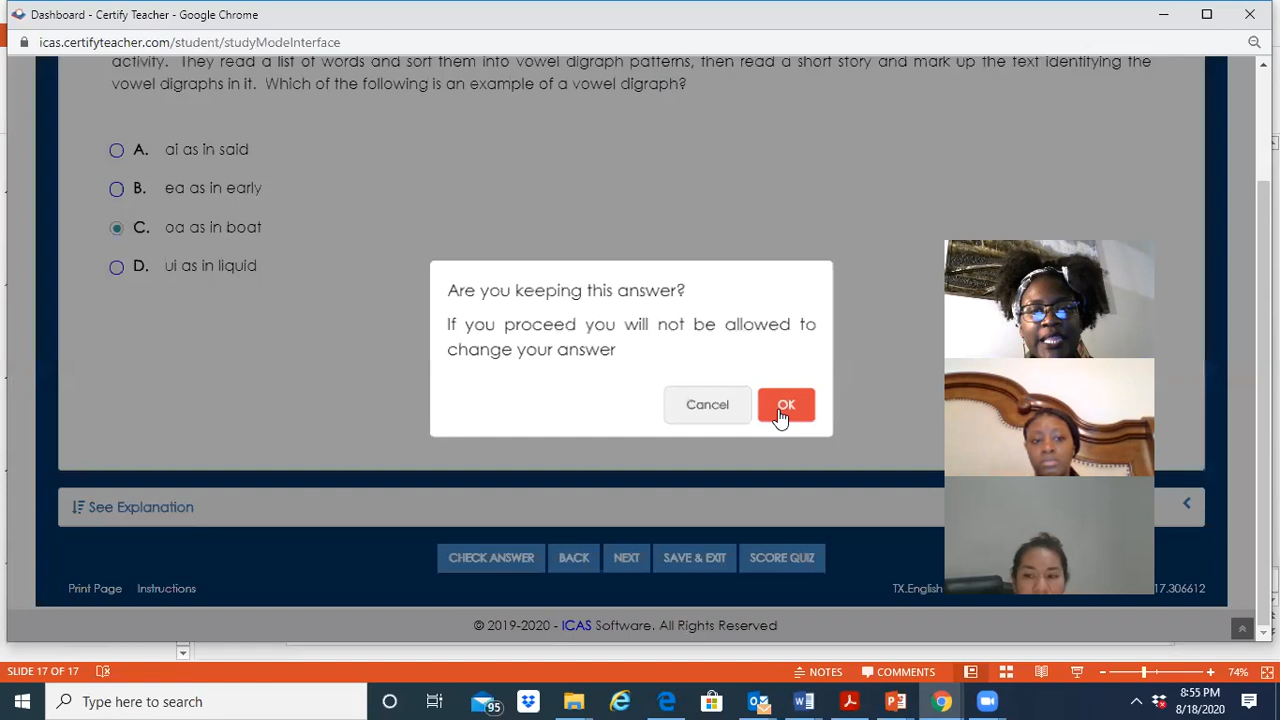 Dashboard - Certify Teacher - Google Chrome
icas.certifyteacher.com/student/studyModeInterface
activity. They read a list of words and sort them into vowel digraph patterns, then read a short story and mark up the text identifying the
vowel digraphs in it. Which of the following is an example of a vowel digraph?
A. ai as in said
B. ea as in early
C. oa as in boat
D. ui as in liquid
Are you keeping this answer?
If you proceed you will not be allowed to
change your answer
Cancel OK
See Explanation
CHECK ANSWER BACK NEXT SAVE & EXIT SCORE QUIZ
Print Page Instructions TX.English 17.306612
© 2019-2020 - ICAS Software. All Rights Reserved
SLIDE 17 OF 17 NOTES COMMENTS 74%
Type here to search 95 8:55 PM
8/18/2020